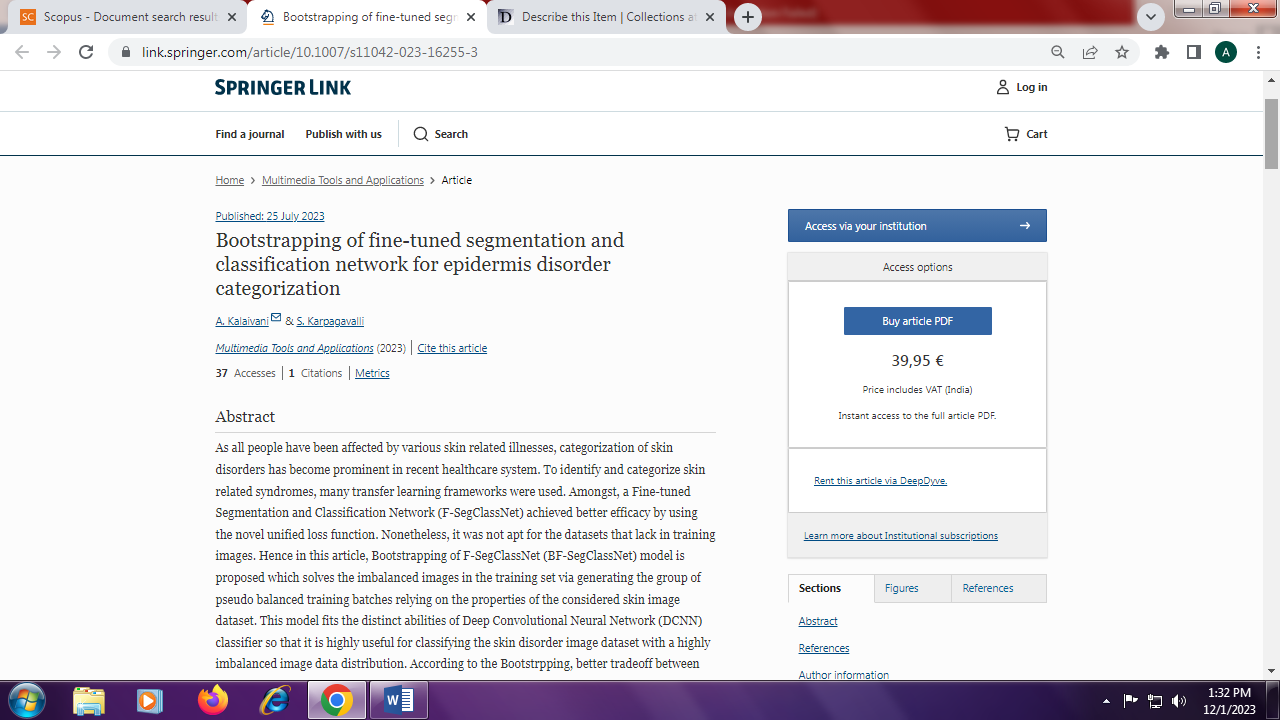 Scopus - Document search result
Bootstrapping of fine-tuned segm
Describe this Item | Collections at
link.springer.com/article/10.1007/s11042-023-16255-3
A
SPRINGER LINK
Log in
Find a journal
Publish with us
Search
Cart
Home > Multimedia Tools and Applications > Article
Published: 25 July 2023
Bootstrapping of fine-tuned segmentation and
classification network for epidermis disorder
categorization
A. Kalaivani & S. Karpagavalli
Multimedia Tools and Applications (2023) | Cite this article
37 Accesses | 1 Citations | Metrics
Abstract
As all people have been affected by various skin related illnesses, categorization of skin
disorders has become prominent in recent healthcare system. To identify and categorize skin
related syndromes, many transfer learning frameworks were used. Amongst, a Fine-tuned
Segmentation and Classification Network (F-SegClassNet) achieved better efficacy by using
the novel unified loss function. Nonetheless, it was not apt for the datasets that lack in training
images. Hence in this article, Bootstrapping of F-SegClassNet (BF-SegClassNet) model is
proposed which solves the imbalanced images in the training set via generating the group of
pseudo balanced training batches relying on the properties of the considered skin image
dataset. This model fits the distinct abilities of Deep Convolutional Neural Network (DCNN)
classifier so that it is highly useful for classifying the skin disorder image dataset with a highly
imbalanced image data distribution. According to the Bootstrpping, better tradeoff between
Access via your institution
Access options
Buy article PDF
39,95 €
Price includes VAT (India)
Instant access to the full article PDF.
Rent this article via DeepDyve.
Learn more about Institutional subscriptions
Sections
Figures
References
Abstract
References
Author information
1:32 PM
12/1/2023